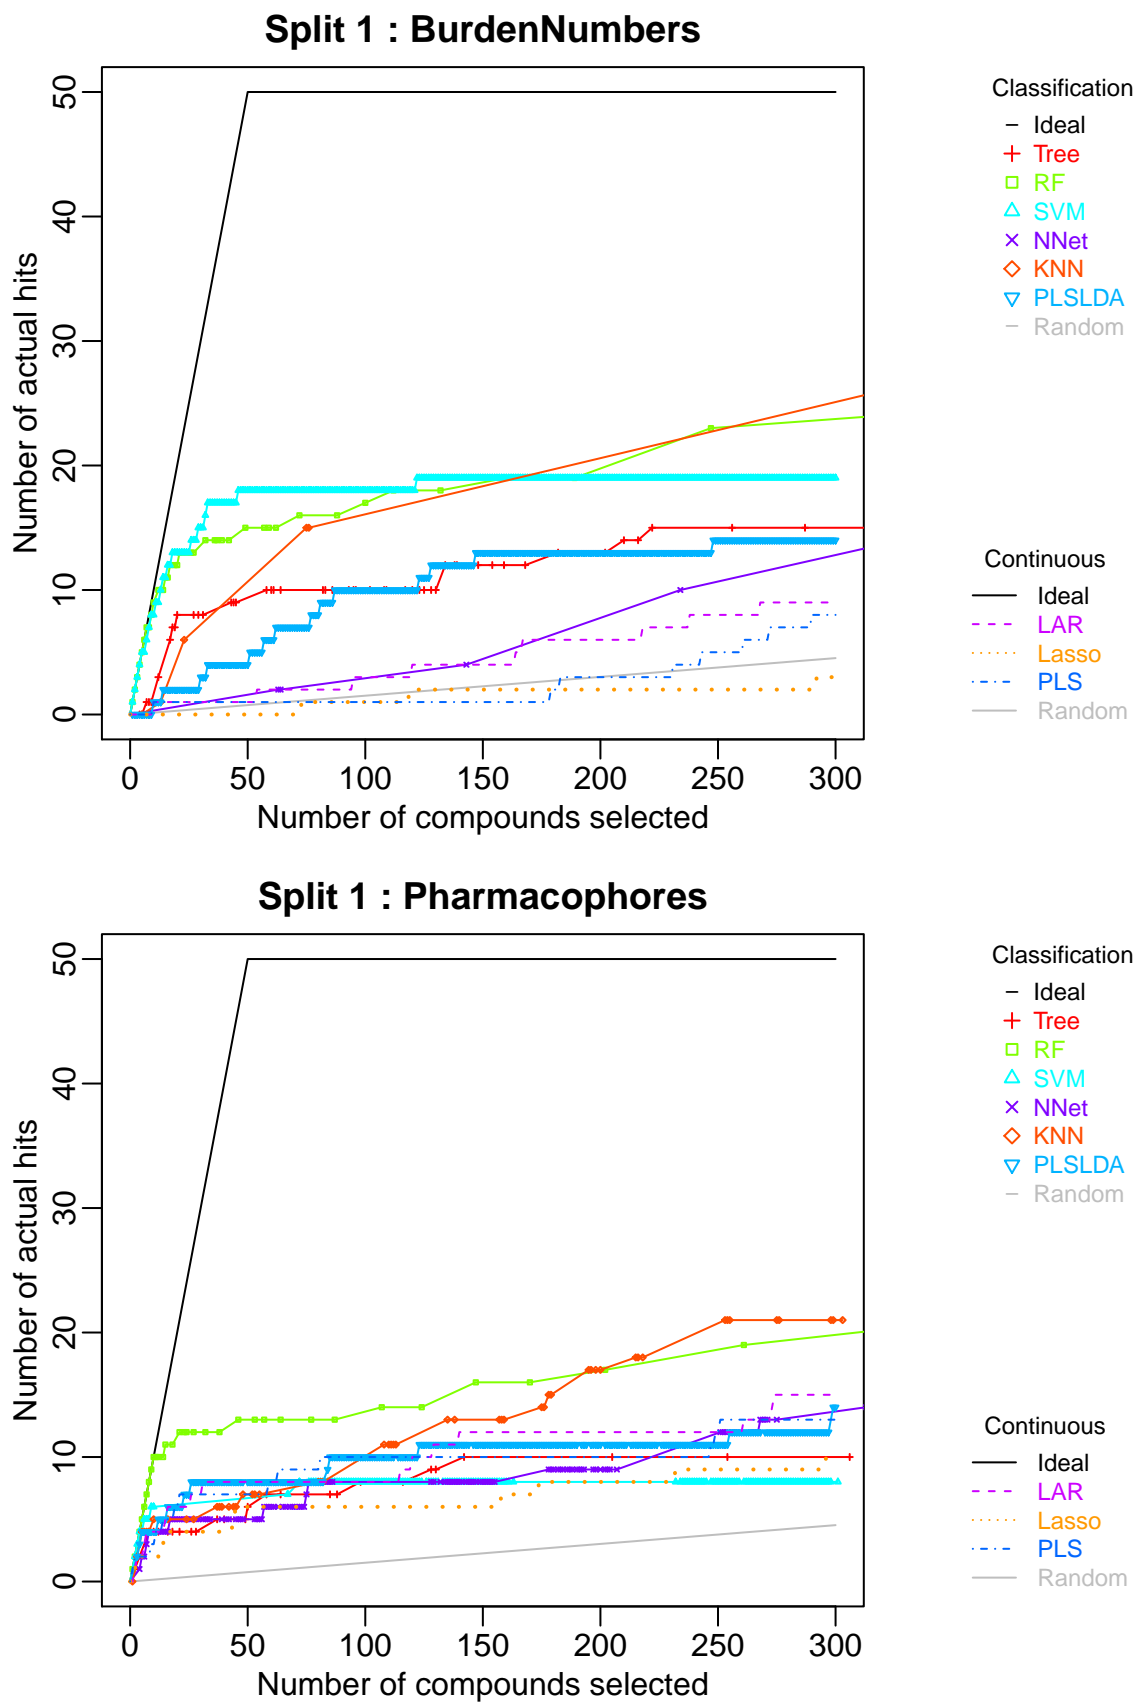 Split 1 : BurdenNumbers
Number of actual hits
50
40
30
20
10
0
0 50 100 150 200 250 300
Number of compounds selected
Classification
Ideal
Tree
RF
SVM
NNet
KNN
PLSLDA
Random
Continuous
Ideal
LAR
Lasso
PLS
Random
Split 1 : Pharmacophores
Number of actual hits
50
40
30
20
10
0
0 50 100 150 200 250 300
Number of compounds selected
Classification
Ideal
Tree
RF
SVM
NNet
KNN
PLSLDA
Random
Continuous
Ideal
LAR
Lasso
PLS
Random